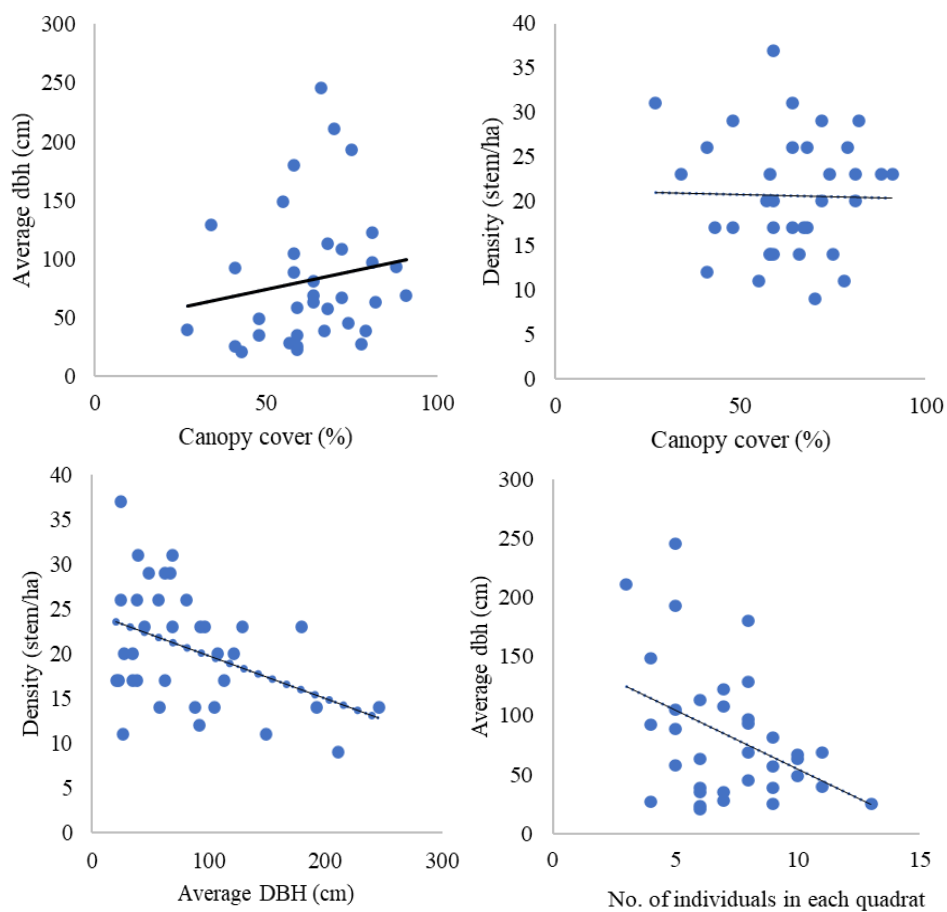 300
250
200
150
100
50
0
Average dbh (cm)
0 50 100
Canopy cover (%)
40
35
30
25
20
15
10
5
0
Density (stem/ha)
0 50 100
Canopy cover (%)
40
35
30
25
20
15
10
5
0
Density (stem/ha)
0 100 200 300
Average DBH (cm)
300
250
200
150
100
50
0
Average dbh (cm)
0 5 10 15
No. of individuals in each quadrat